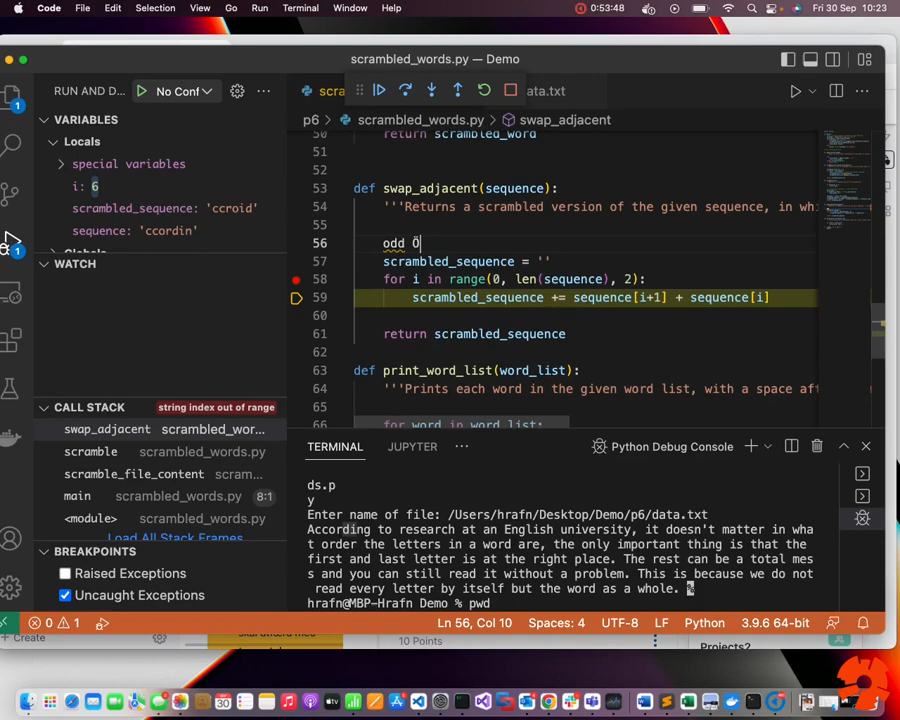 Code File Edit Selection View Go Run Terminal Window Help 0:53:48 Fri 30 Sep 10:23
scrambled_words.py — Demo
RUN AND D... No Conf
data.txt
VARIABLES
p6 scrambled_words.py swap_adjacent
Locals
50 return scrambled_word
special variables
51
i: 6
52
scrambled_sequence: 'ccroid'
53 def swap_adjacent(sequence):
sequence: 'ccordin'
54 '''Returns a scrambled version of the given sequence, in whi
55
WATCH
56 odd Ö
57 scrambled_sequence = ''
58 for i in range(0, len(sequence), 2):
59 scrambled_sequence += sequence[i+1] + sequence[i]
60
61 return scrambled_sequence
62
63 def print_word_list(word_list):
64 '''Prints each word in the given word list, with a space aft
65
66 for word in word_list:
CALL STACK string index out of range
swap_adjacent scrambled_wor...
scramble scrambled_words.py
scramble_file_content scram...
main scrambled_words.py 8:1
<module> scrambled_words.py
Load All Stack Frames
BREAKPOINTS
Raised Exceptions
Uncaught Exceptions
TERMINAL JUPYTER Python Debug Console
ds.p
y
Enter name of file: /Users/hrafn/Desktop/Demo/p6/data.txt
According to research at an English university, it doesn't matter in wha
t order the letters in a word are, the only important thing is that the
first and last letter is at the right place. The rest can be a total mes
s and you can still read it without a problem. This is because we do not
read every letter by itself but the word as a whole. %
hrafn@MBP-Hrafn Demo % pwd
0 1 Ln 56, Col 10 Spaces: 4 UTF-8 LF Python 3.9.6 64-bit
Create
10 Points
Projects?